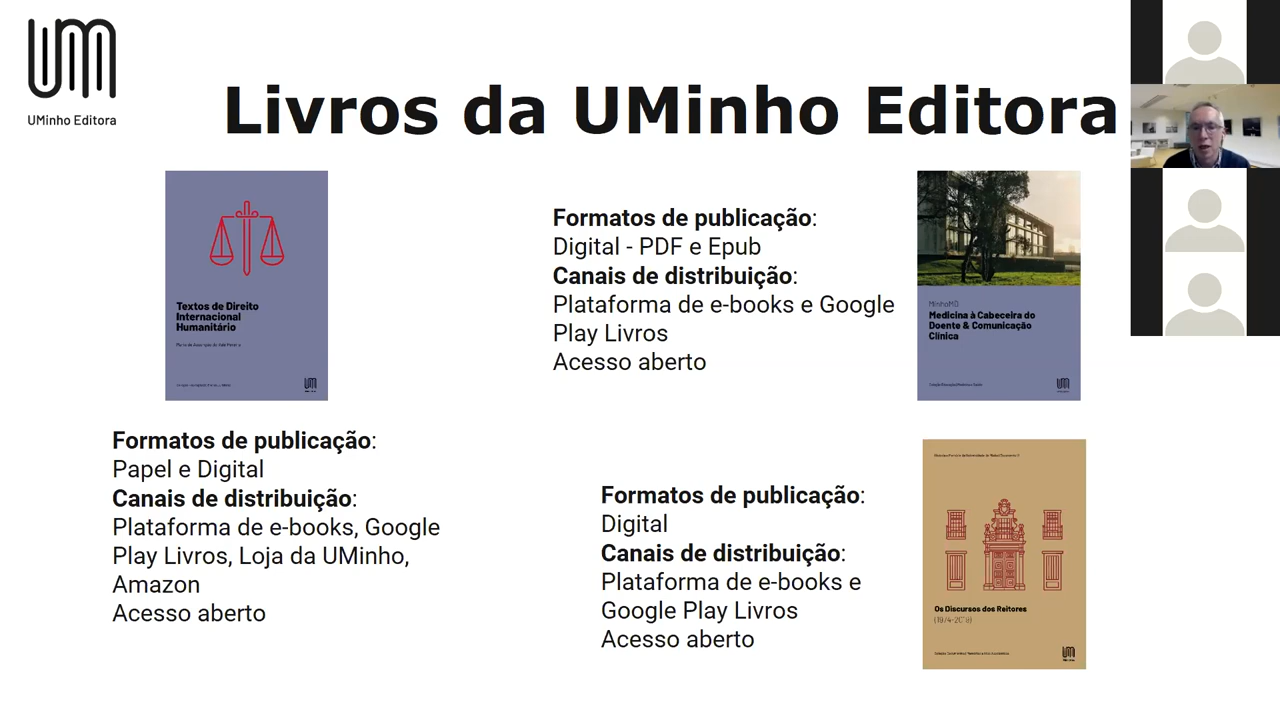 UMinho Editora
Livros da UMinho Editora
Textos de Direito
Internacional
Humanitário
Formatos de publicação:
Papel e Digital
Canais de distribuição:
Plataforma de e-books, Google
Play Livros, Loja da UMinho,
Amazon
Acesso aberto
Formatos de publicação:
Digital - PDF e Epub
Canais de distribuição:
Plataforma de e-books e Google
Play Livros
Acesso aberto
MinhoMD
Medicina à Cabeceira do
Doente & Comunicação
Clínica
Formatos de publicação:
Digital
Canais de distribuição:
Plataforma de e-books e
Google Play Livros
Acesso aberto
Os Discursos dos Reitores